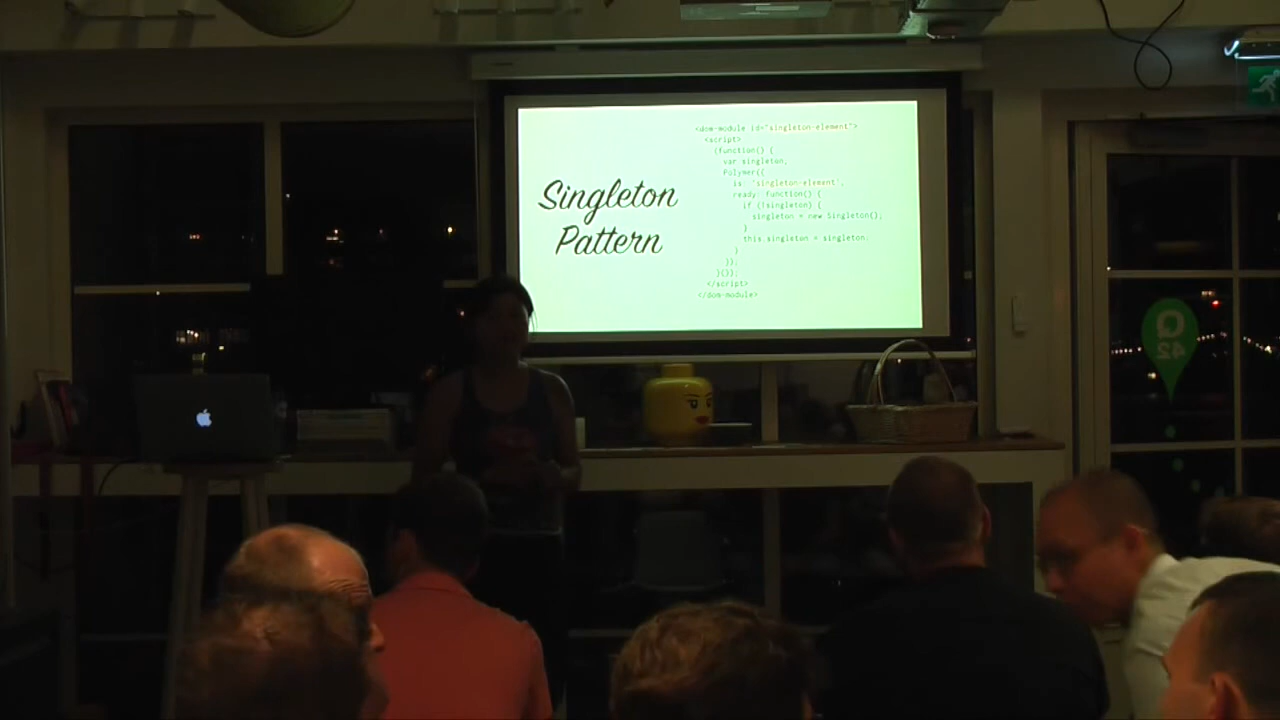 Singleton
Pattern
<dom-module id="singleton-element">
<script>
(function() {
var singleton;
Polymer({
is: 'singleton-element',
ready: function() {
if (!singleton) {
singleton = new Singleton();
}
this.singleton = singleton;
}
});
}());
</script>
</dom-module>
Q
42